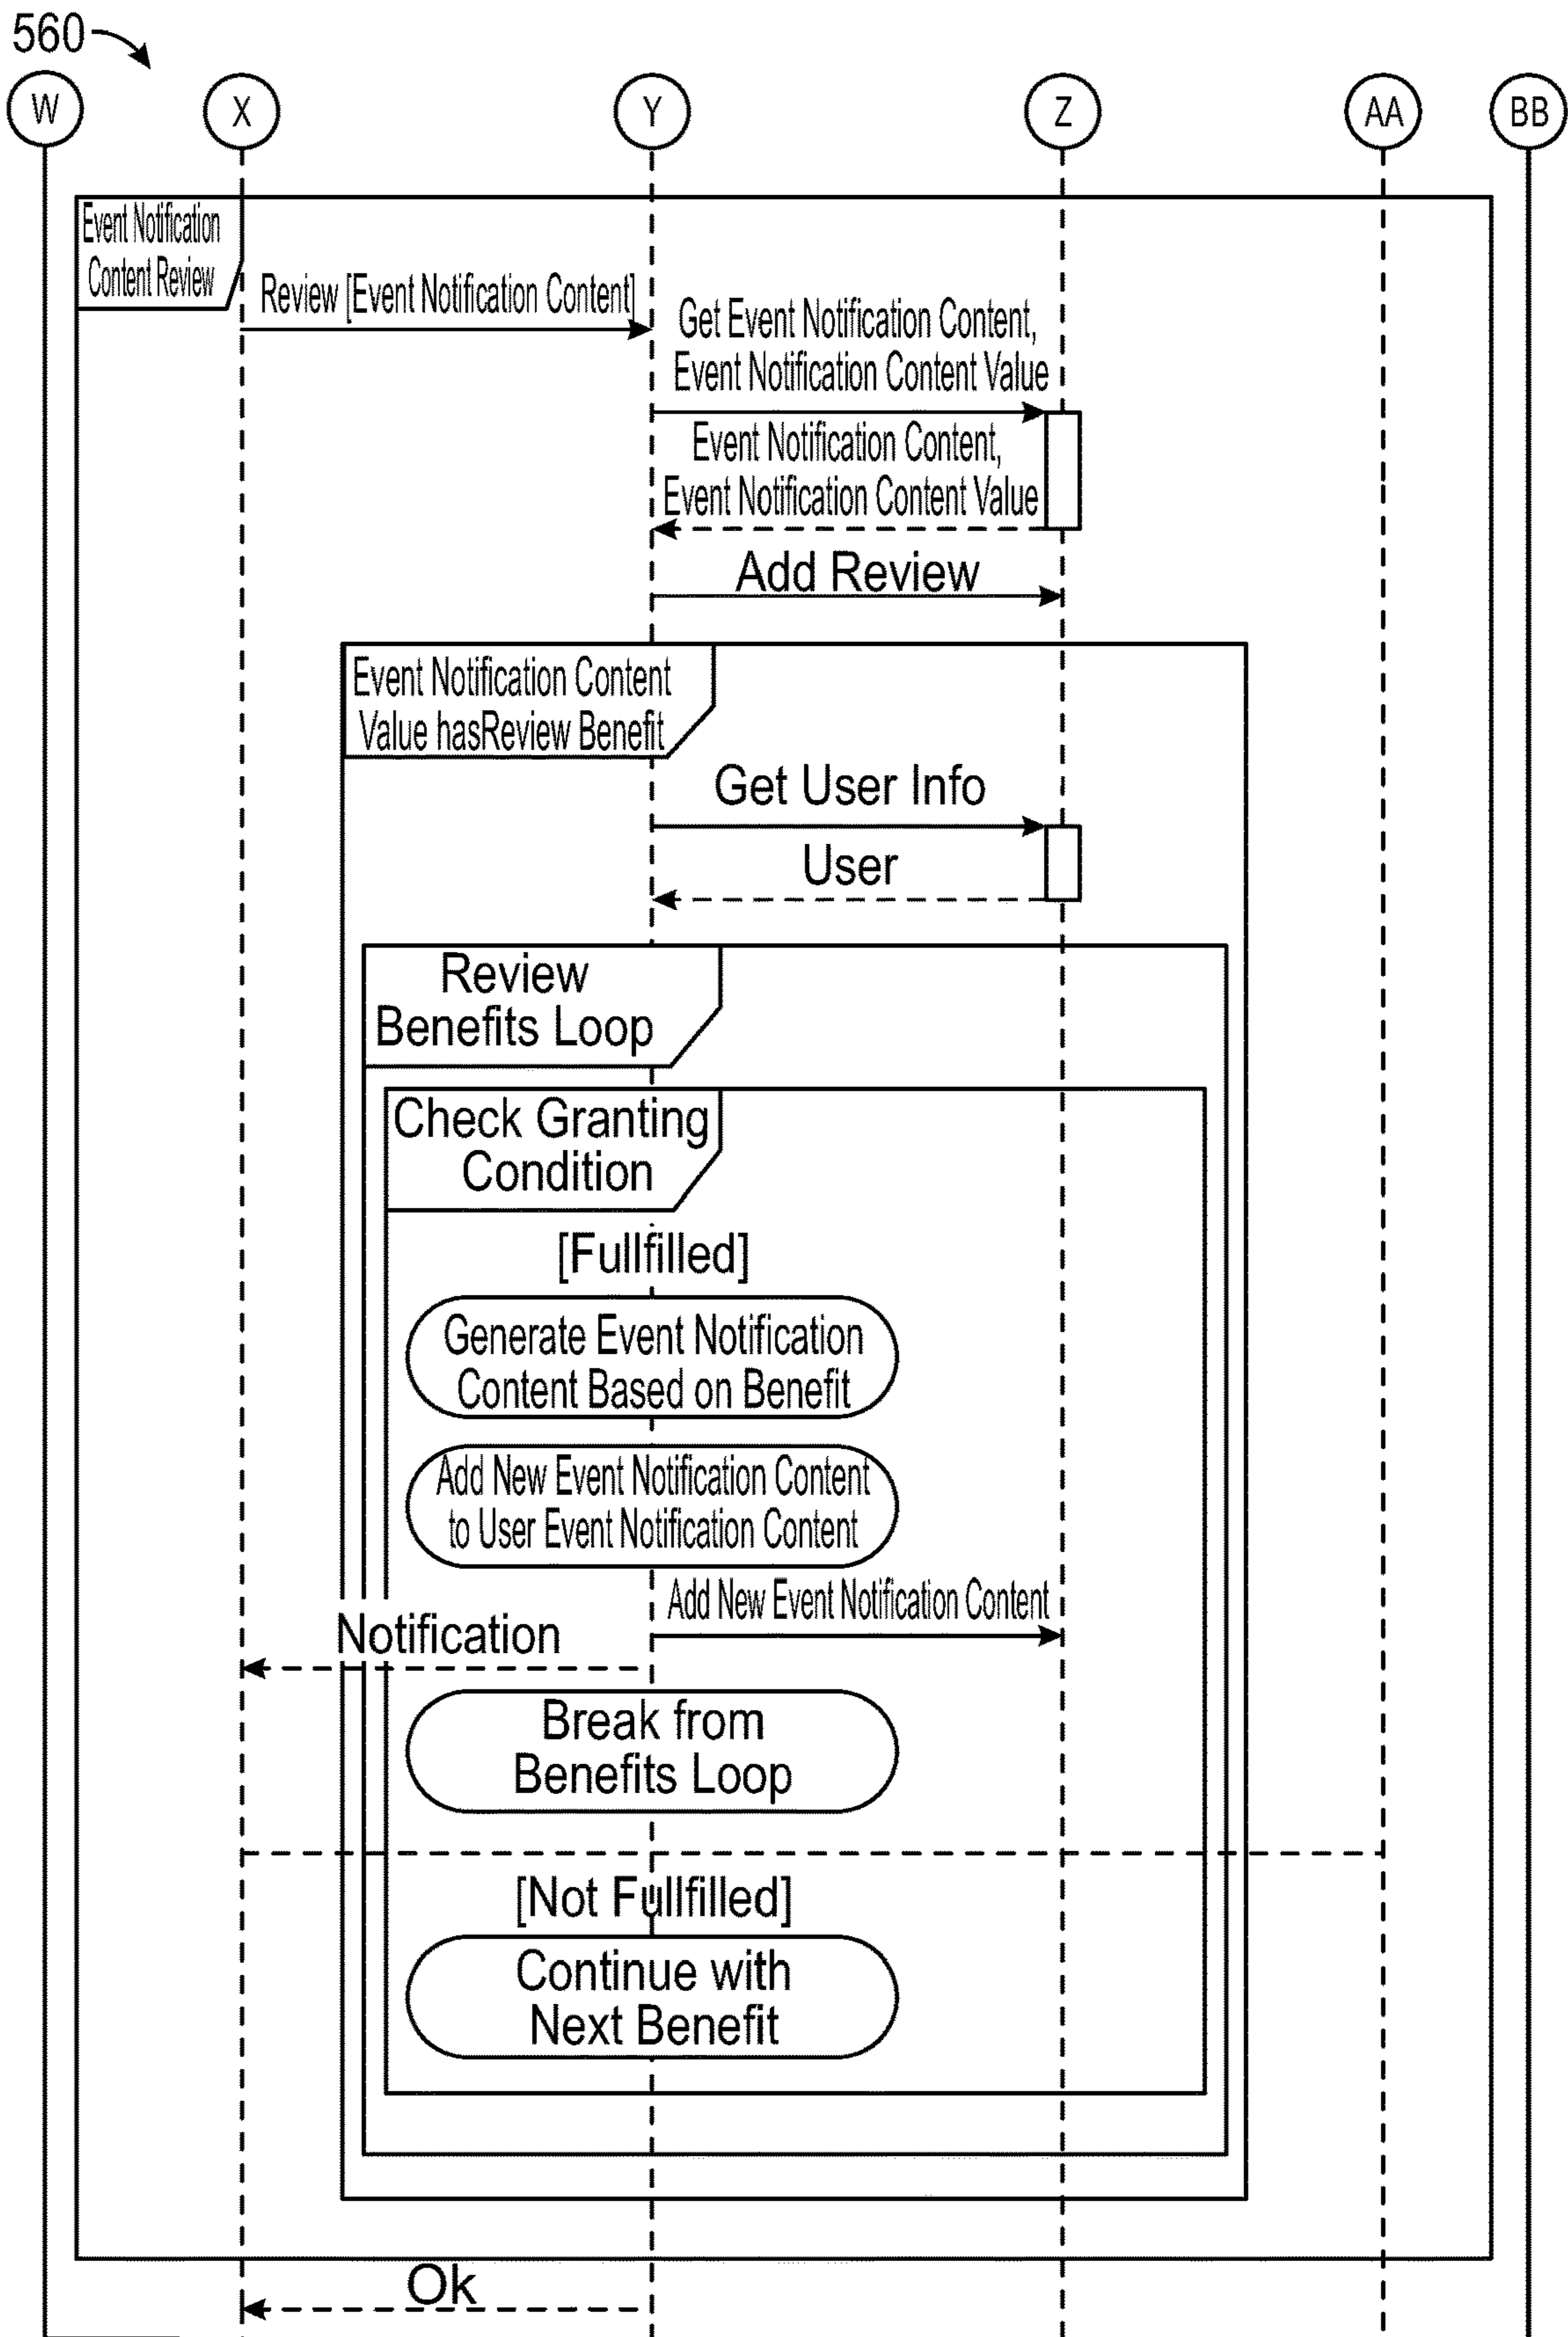 560
W
X
Y
Z
AA
BB
Event Notification
Content Review
Review [Event Notification Content]
Get Event Notification Content,
Event Notification Content Value
Event Notification Content,
Event Notification Content Value
Add Review
Event Notification Content
Value hasReview Benefit
Get User Info
User
Review
Benefits Loop
Check Granting
Condition
[Fullfilled]
Generate Event Notification
Content Based on Benefit
Add New Event Notification Content
to User Event Notification Content
Add New Event Notification Content
Notification
Break from
Benefits Loop
[Not Fullfilled]
Continue with
Next Benefit
Ok